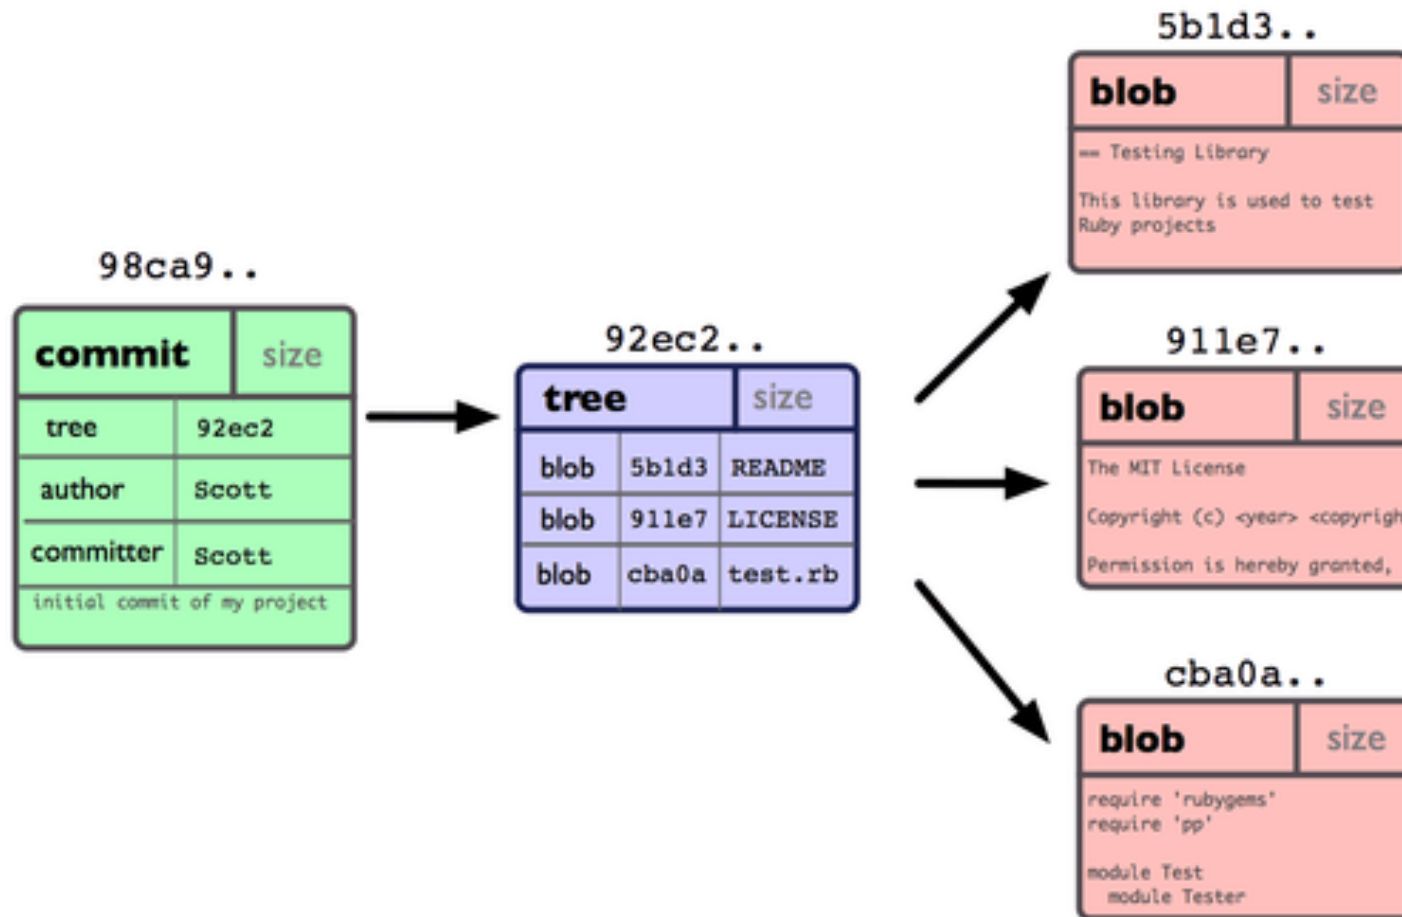 98ca9..
commit size
tree 92ec2
author Scott
committer Scott
initial commit of my project
92ec2..
tree size
blob 5b1d3 README
blob 911e7 LICENSE
blob cba0a test.rb
5b1d3..
blob size
== Testing Library
This library is used to test
Ruby projects
911e7..
blob size
The MIT License
Copyright (c) <year> <copyrigh
Permission is hereby granted,
cba0a..
blob size
require 'rubygems'
require 'pp'
module Test
module Tester